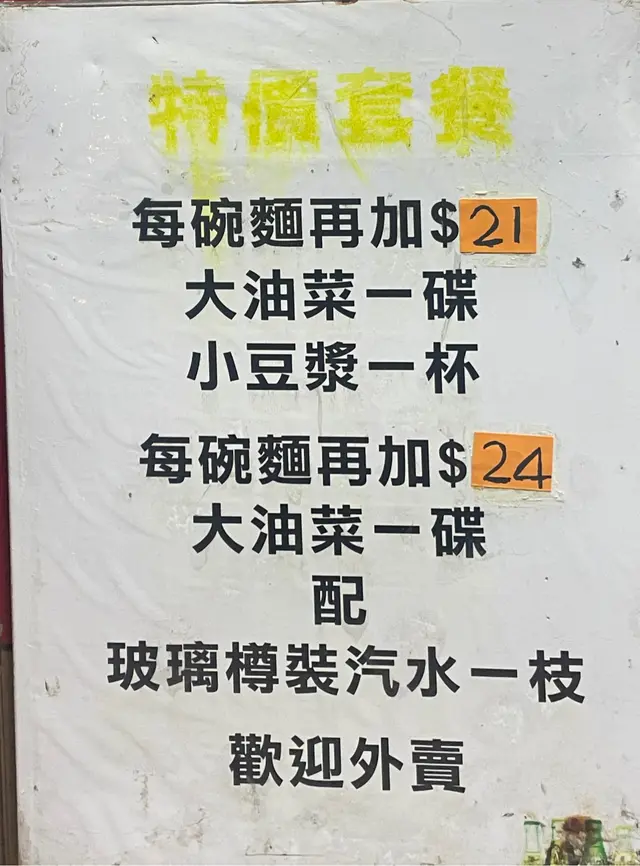 特價套餐
每碗麵再加$21
大油菜一碟
小豆漿一杯
每碗麵再加$24
大油菜一碟
配
玻璃樽裝汽水一枝
歡迎外賣